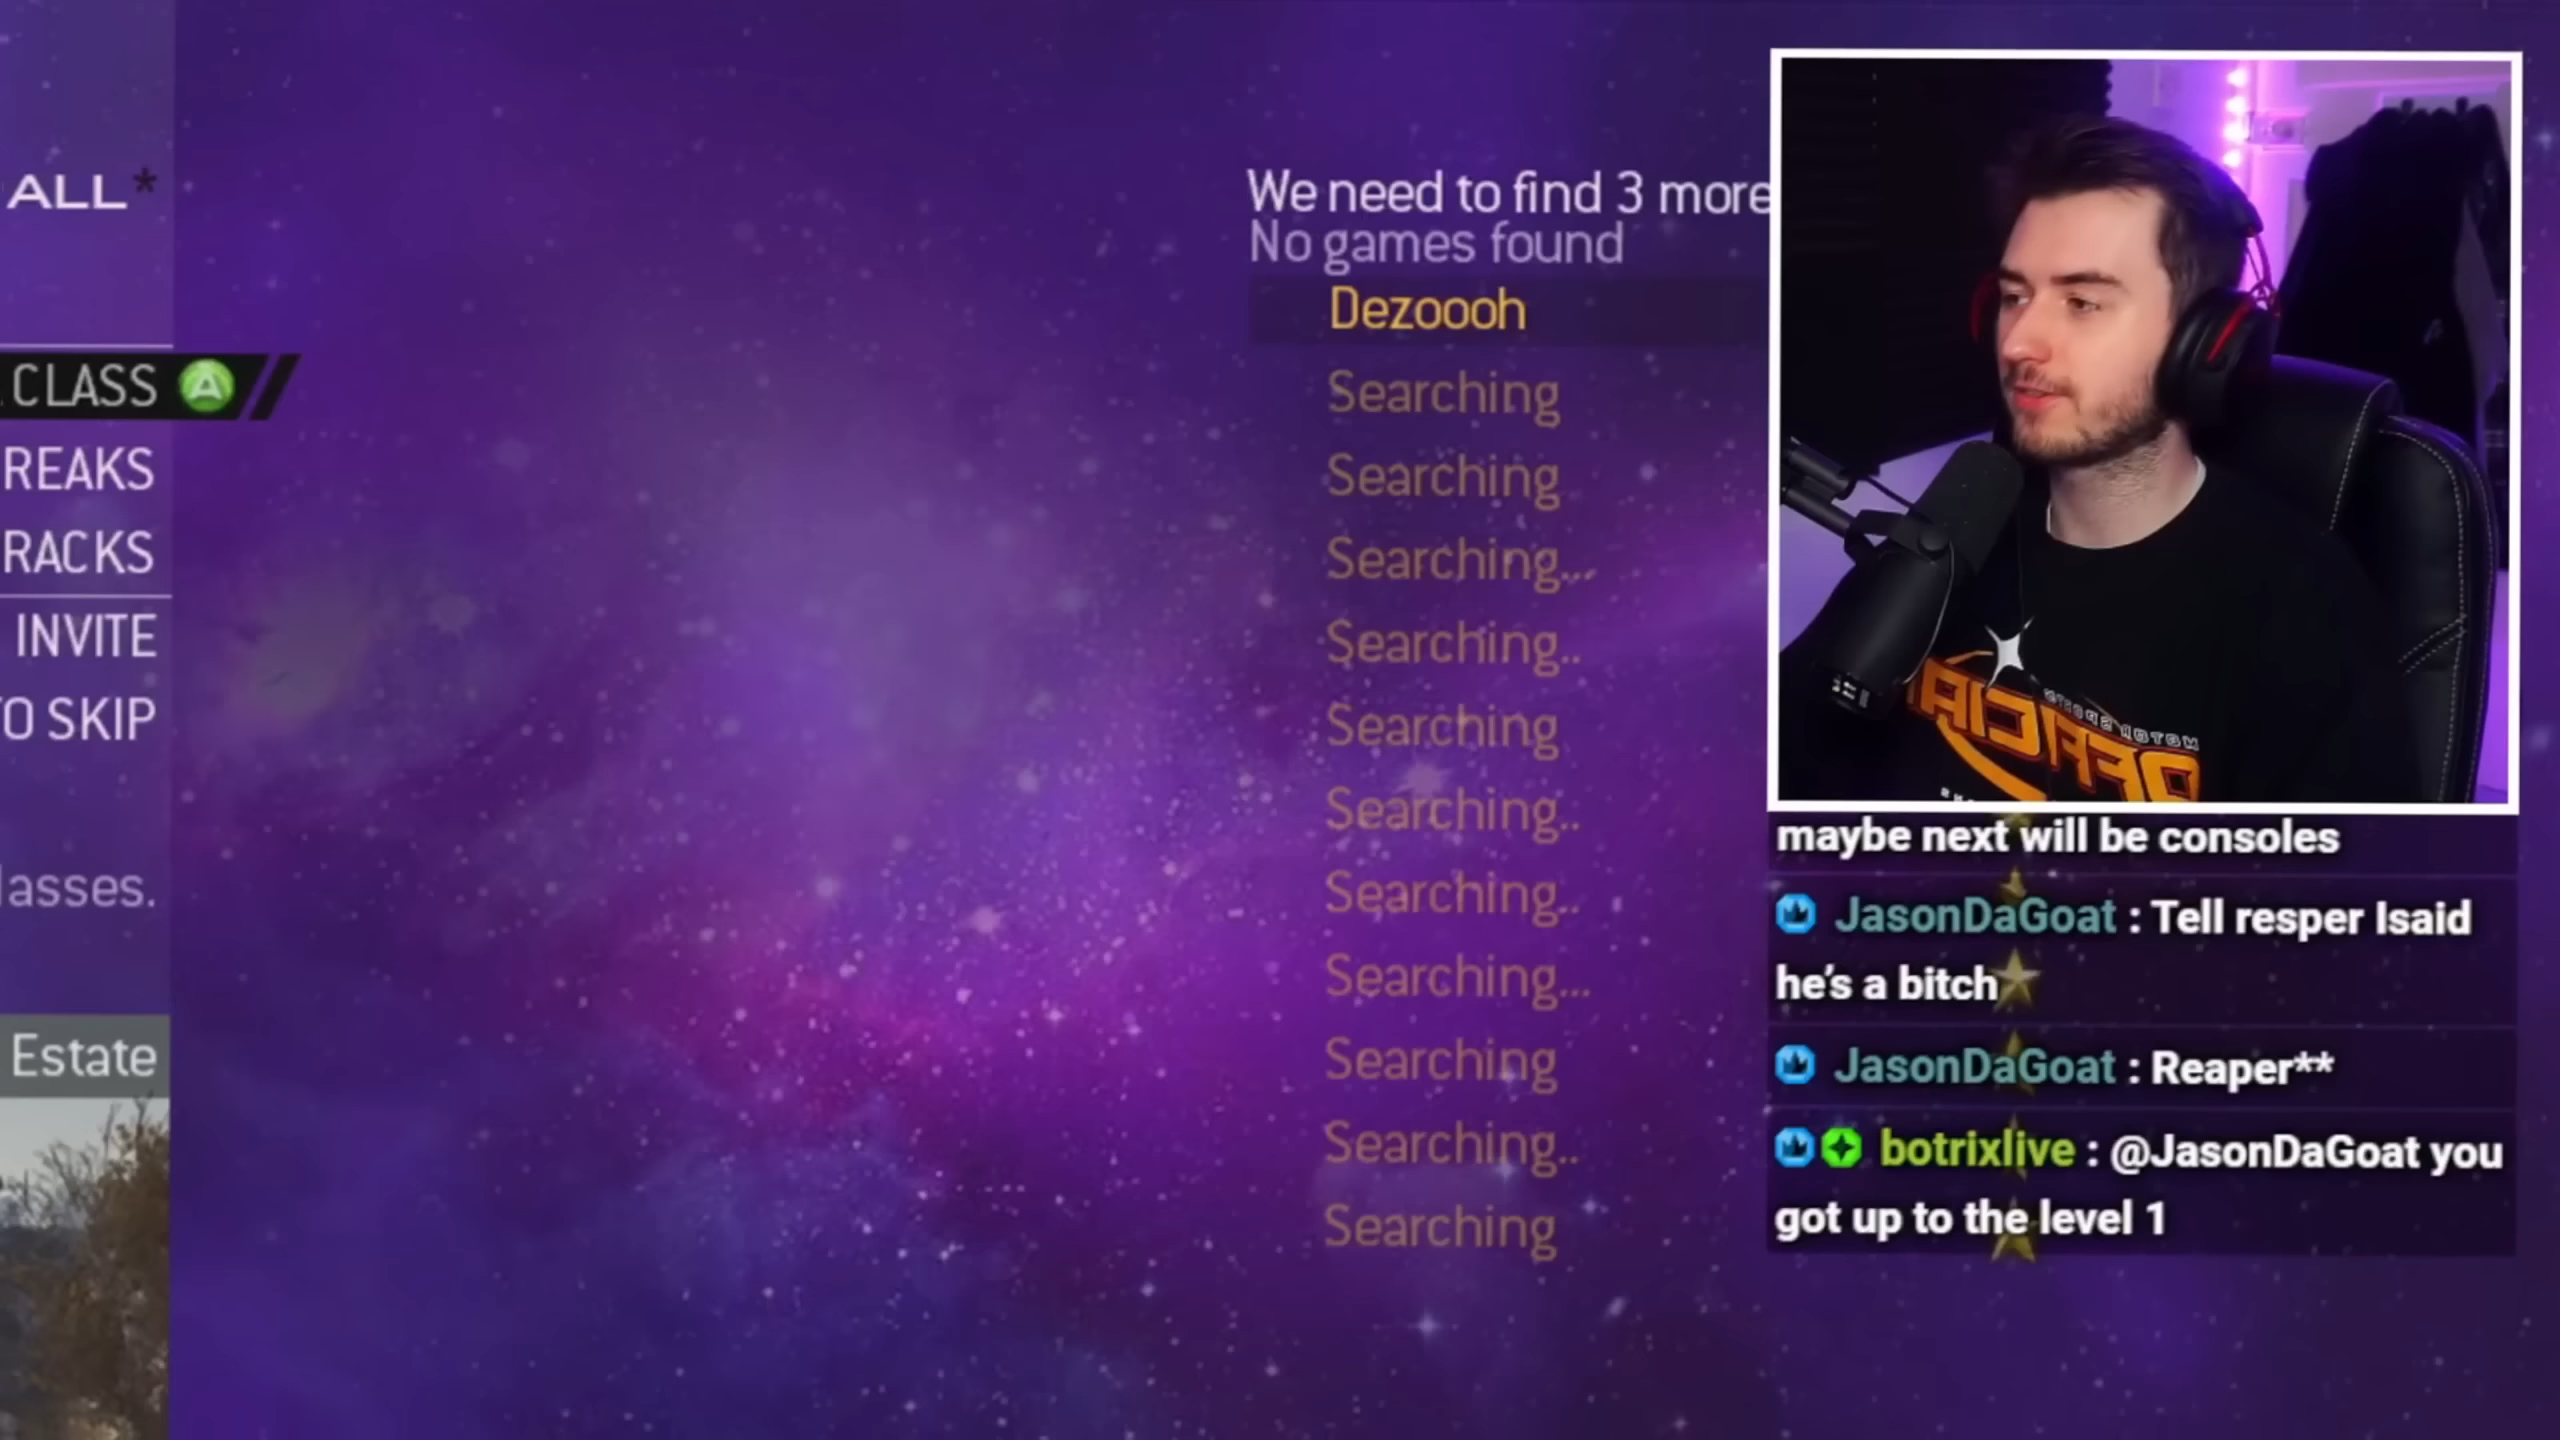 ALL*
CLASS A
REAKS
RACKS
INVITE
TO SKIP
lasses.
Estate
We need to find 3 more
No games found
Dezoooh
Searching
Searching
Searching...
Searching..
Searching
Searching..
Searching..
Searching...
Searching
Searching..
Searching
maybe next will be consoles
JasonDaGoat : Tell resper Isaid
he's a bitch
JasonDaGoat : Reaper**
botrixlive : @JasonDaGoat you
got up to the level 1